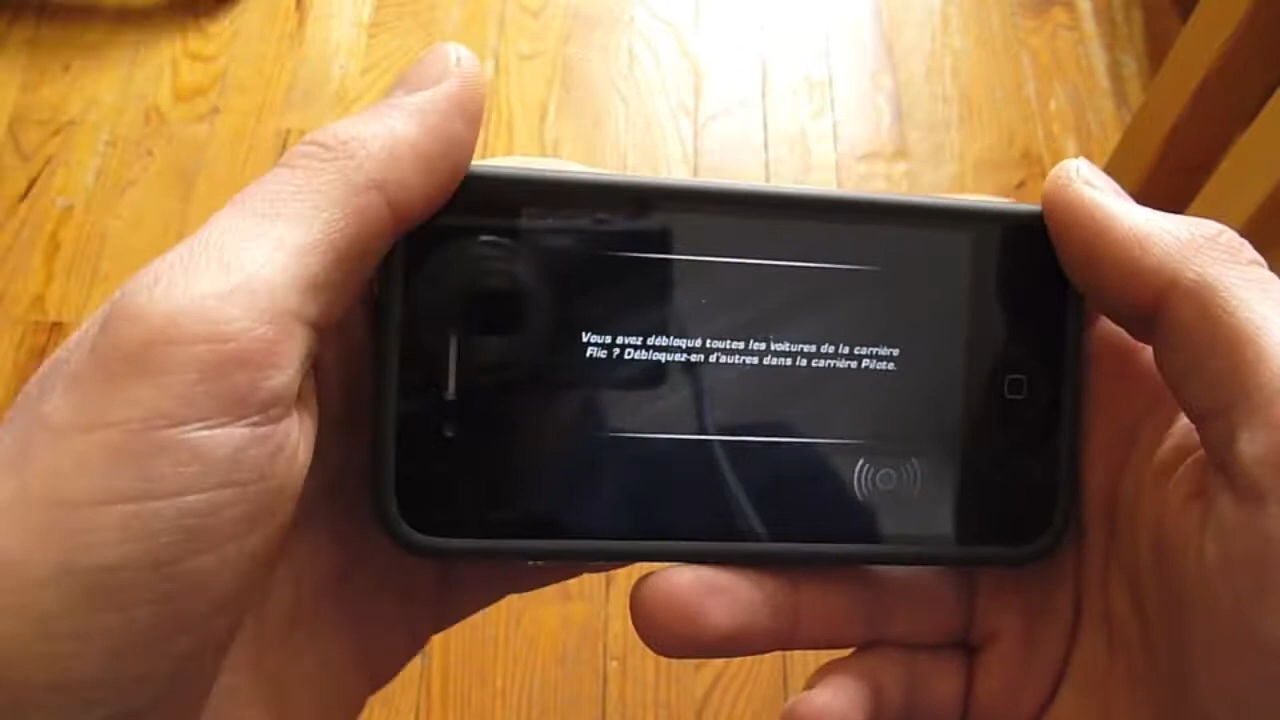 Vous avez débloqué toutes les voitures de la carrière
Flic ? Débloquez-en d'autres dans la carrière Pilote.